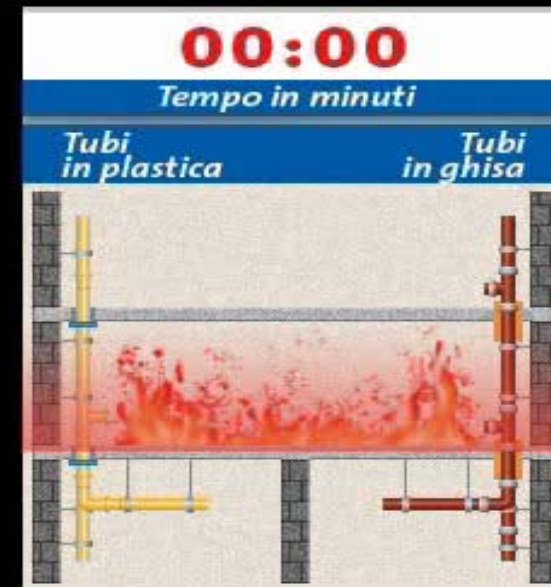 00:00
Tempo in minuti
Tubi
in plastica
Tubi
in ghisa